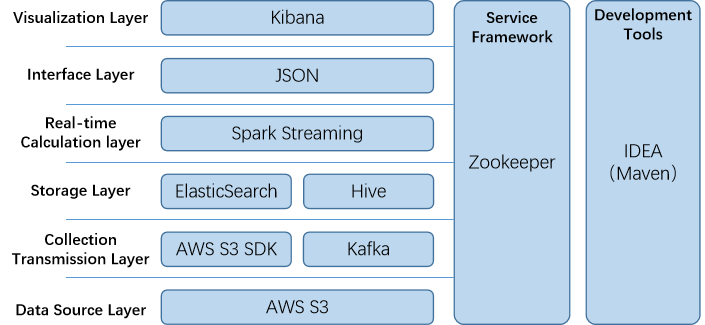 Visualization Layer
Kibana
Service
Framework
Development
Tools
Interface Layer
JSON
Real-time
Calculation layer
Spark Streaming
Zookeeper
IDEA
（Maven）
Storage Layer
ElasticSearch
Hive
Collection
Transmission Layer
AWS S3 SDK
Kafka
Data Source Layer
AWS S3